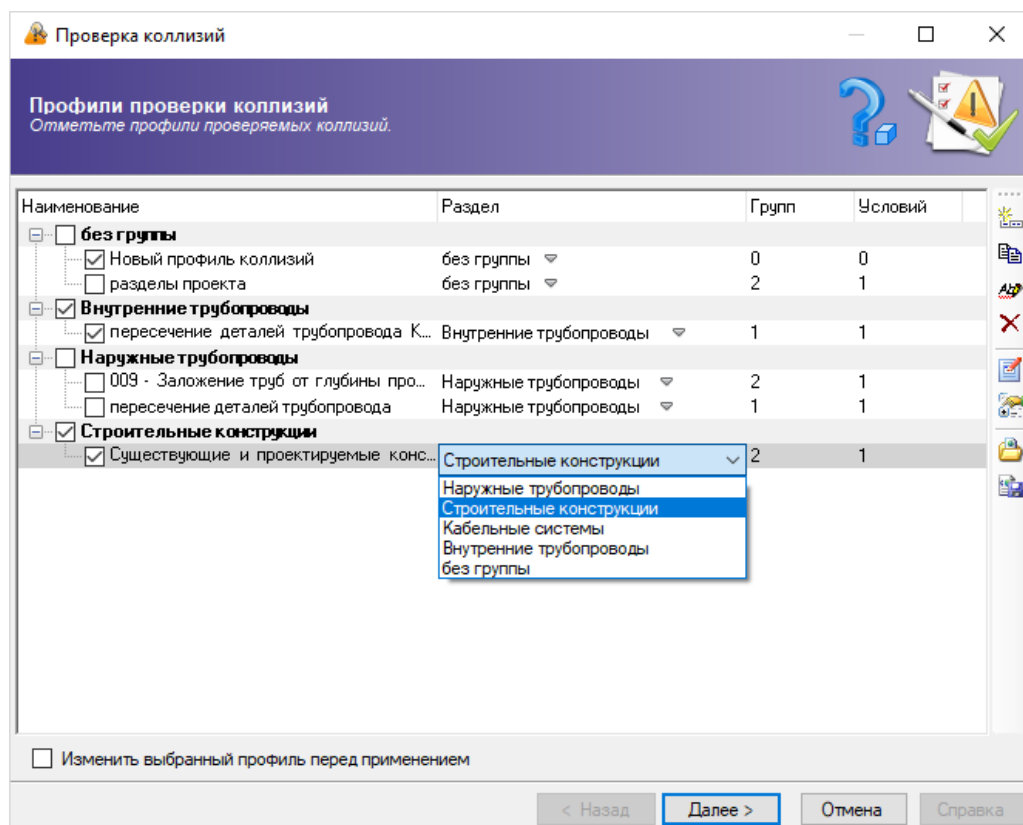 Проверка коллизий
Профили проверки коллизий
Отметьте профили проверяемых коллизий.
Наименование Раздел Групп Условий
без группы
Новый профиль коллизий без группы 0 0
разделы проекта без группы 2 1
Внутренние трубопроводы
пересечение деталей трубопровода К... Внутренние трубопроводы 1 1
Наружные трубопроводы
009 - Заложение труб от глубины про... Наружные трубопроводы 2 1
пересечение деталей трубопровода Наружные трубопроводы 1 1
Строительные конструкции
Существующие и проектируемые конс... Строительные конструкции 2 1
Наружные трубопроводы
Строительные конструкции
Кабельные системы
Внутренние трубопроводы
без группы
Изменить выбранный профиль перед применением
< Назад Далее > Отмена Справка